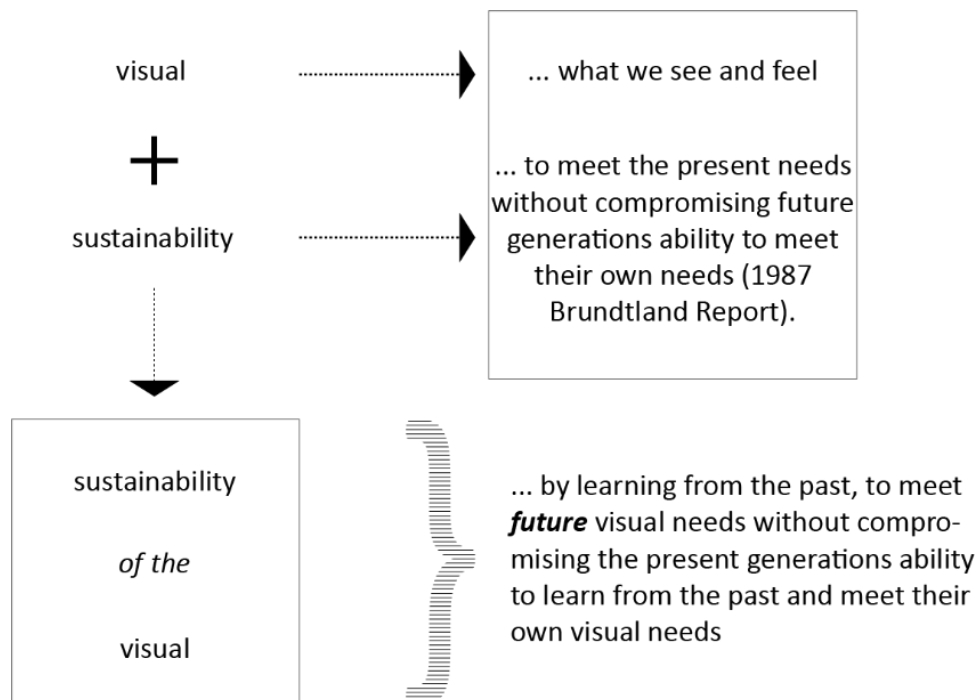 visual
... what we see and feel
+
sustainability
... to meet the present needs
without compromising future
generations ability to meet
their own needs (1987
Brundtland Report).
sustainability
of the
visual
... by learning from the past, to meet
future visual needs without compro-
mising the present generations ability
to learn from the past and meet their
own visual needs